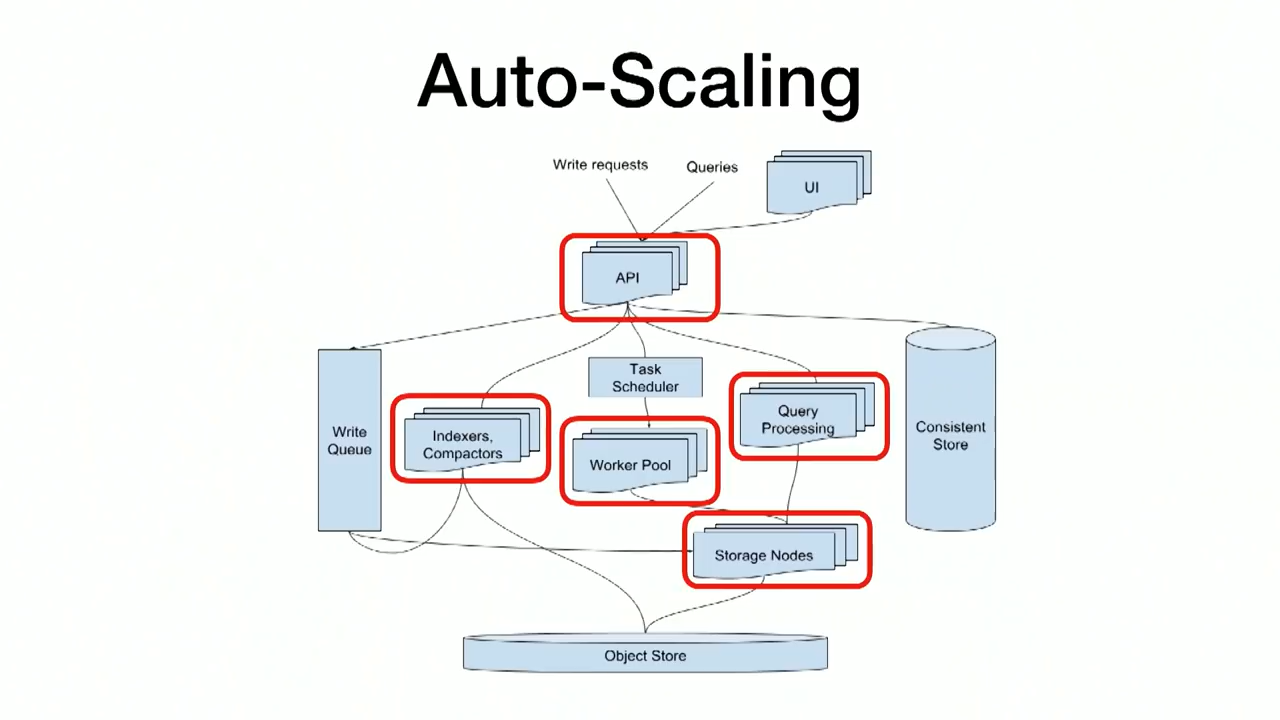 Auto-Scaling
Write requests
Queries
UI
API
Task
Scheduler
Write
Queue
Indexers,
Compactors
Worker Pool
Query
Processing
Consistent
Store
Storage Nodes
Object Store